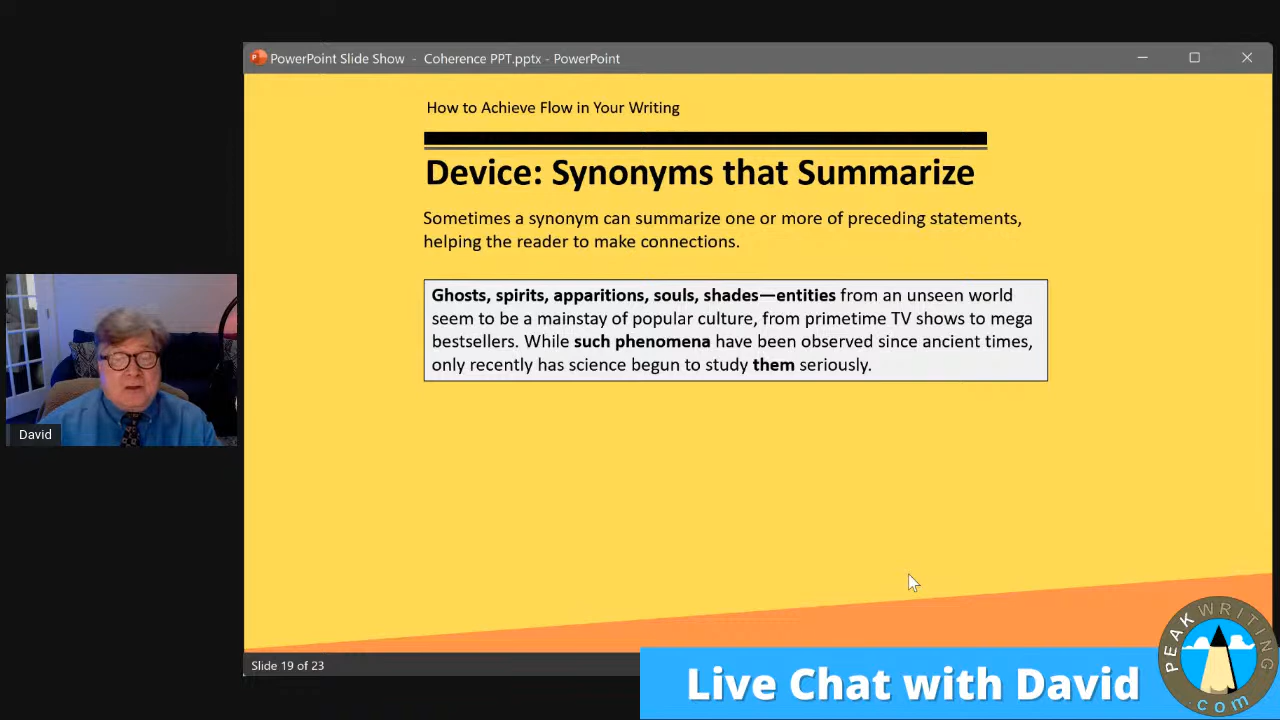 PowerPoint Slide Show - Coherence PPT.pptx - PowerPoint
How to Achieve Flow in Your Writing
Device: Synonyms that Summarize
Sometimes a synonym can summarize one or more of preceding statements,
helping the reader to make connections.
Ghosts, spirits, apparitions, souls, shades—entities from an unseen world
seem to be a mainstay of popular culture, from primetime TV shows to mega
bestsellers. While such phenomena have been observed since ancient times,
only recently has science begun to study them seriously.
David
Slide 19 of 23
Live Chat with David
PEAKWRITING
.com